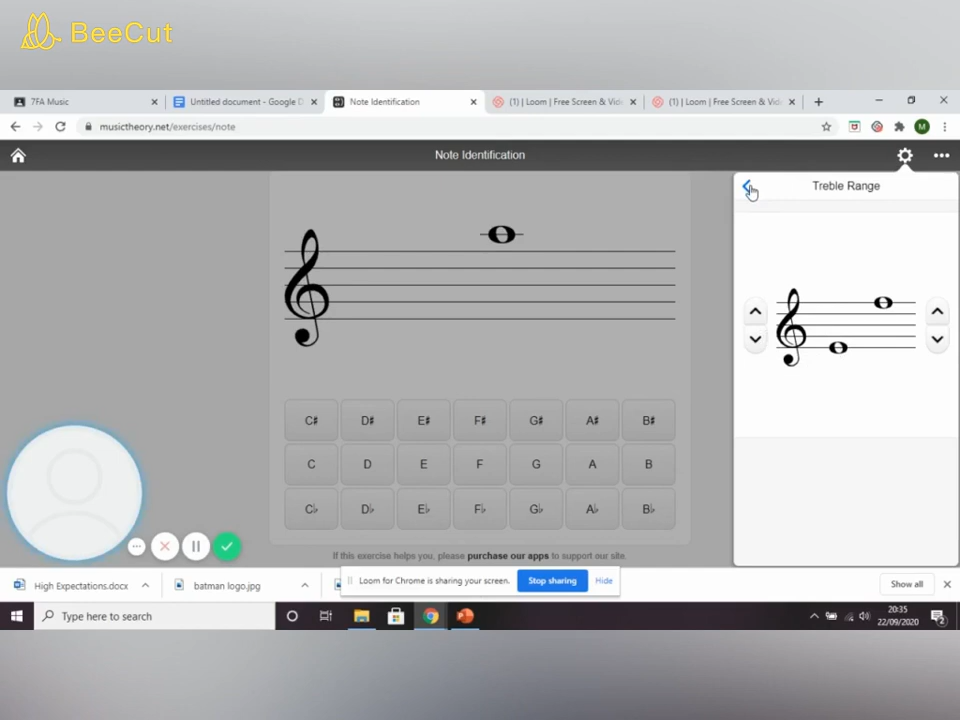 BeeCut
7FA Music
Untitled document - Google D
Note Identification
(1) | Loom | Free Screen & Vid
(1) | Loom | Free Screen & Vid
musictheory.net/exercises/note
M
Note Identification
Treble Range
C♯ D♯ E♯ F♯ G♯ A♯ B♯
C D E F G A B
C♭ D♭ E♭ F♭ G♭ A♭ B♭
If this exercise helps you, please purchase our apps to support our site.
Loom for Chrome is sharing your screen. Stop sharing Hide
High Expectations.docx
batman logo.jpg
Show all
Type here to search
20:35
22/09/2020
2